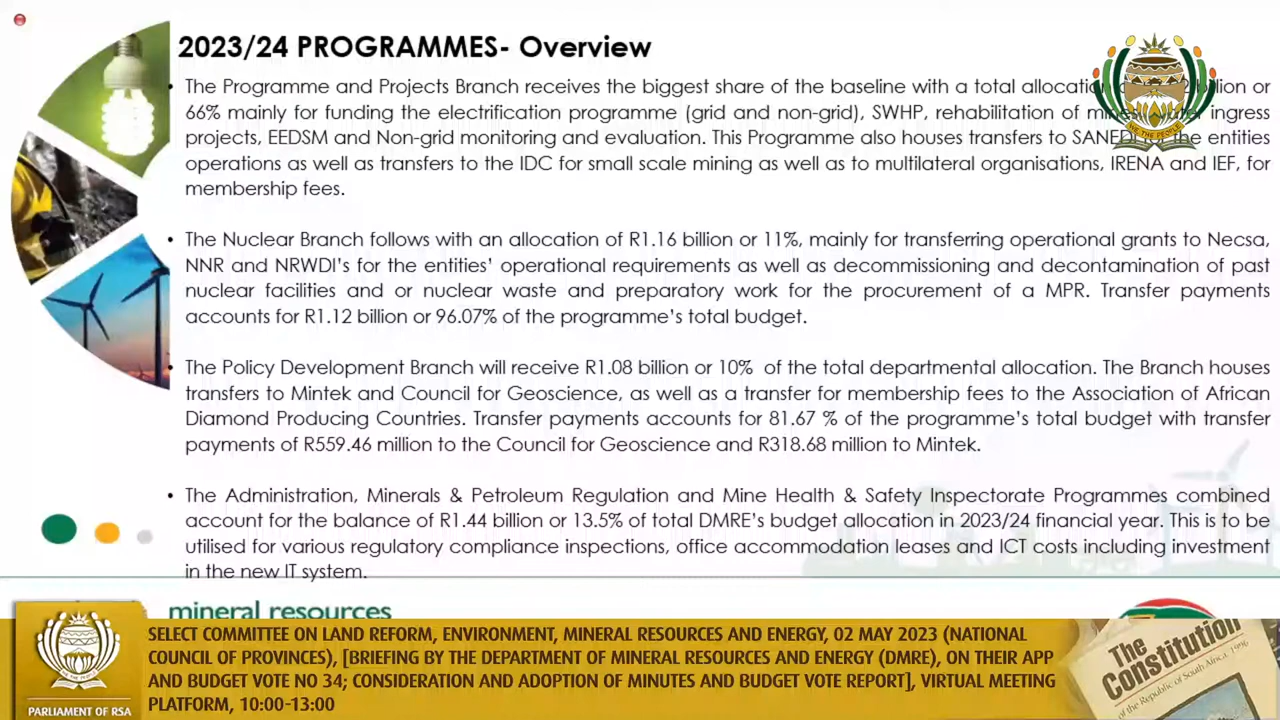 2023/24 PROGRAMMES- Overview
• The Programme and Projects Branch receives the biggest share of the baseline with a total or
66% mainly for funding the electrification programme (grid and non-grid), SWHP, rehabilitation of ingress
projects, EEDSM and Non-grid monitoring and evaluation. This Programme also houses transfers to the entities
operations as well as transfers to the IDC for small scale mining as well as to multilateral organisations, IRENA and IEF, for
membership fees.
• The Nuclear Branch follows with an allocation of R1.16 billion or 11%, mainly for transferring operational grants to Necsa,
NNR and NRWDI's for the entities' operational requirements as well as decommissioning and decontamination of past
nuclear facilities and or nuclear waste and preparatory work for the procurement of a MPR. Transfer payments
accounts for R1.12 billion or 96.07% of the programme's total budget.
• The Policy Development Branch will receive R1.08 billion or 10% of the total departmental allocation. The Branch houses
transfers to Mintek and Council for Geoscience, as well as a transfer for membership fees to the Association of African
Diamond Producing Countries. Transfer payments accounts for 81.67 % of the programme's total budget with transfer
payments of R559.46 million to the Council for Geoscience and R318.68 million to Mintek.
• The Administration, Minerals & Petroleum Regulation and Mine Health & Safety Inspectorate Programmes combined
account for the balance of R1.44 billion or 13.5% of total DMRE's budget allocation in 2023/24 financial year. This is to be
utilised for various regulatory compliance inspections, office accommodation leases and ICT costs including investment
in the new IT system.
WE THE PEOPLE
mineral resources
SELECT COMMITTEE ON LAND REFORM, ENVIRONMENT, MINERAL RESOURCES AND ENERGY, 02 MAY 2023 (NATIONAL
COUNCIL OF PROVINCES), [BRIEFING BY THE DEPARTMENT OF MINERAL RESOURCES AND ENERGY (DMRE), ON THEIR APP
AND BUDGET VOTE NO 34; CONSIDERATION AND ADOPTION OF MINUTES AND BUDGET VOTE REPORT], VIRTUAL MEETING
PLATFORM, 10:00-13:00
PARLIAMENT OF RSA
The
Constitution
of the Republic of South Africa, 1996